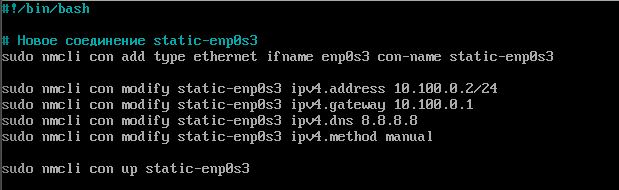 #!/bin/bash
# Новое соединение static-enp0s3
sudo nmcli con add type ethernet ifname enp0s3 con-name static-enp0s3
sudo nmcli con modify static-enp0s3 ipv4.address 10.100.0.2/24
sudo nmcli con modify static-enp0s3 ipv4.gateway 10.100.0.1
sudo nmcli con modify static-enp0s3 ipv4.dns 8.8.8.8
sudo nmcli con modify static-enp0s3 ipv4.method manual
sudo nmcli con up static-enp0s3